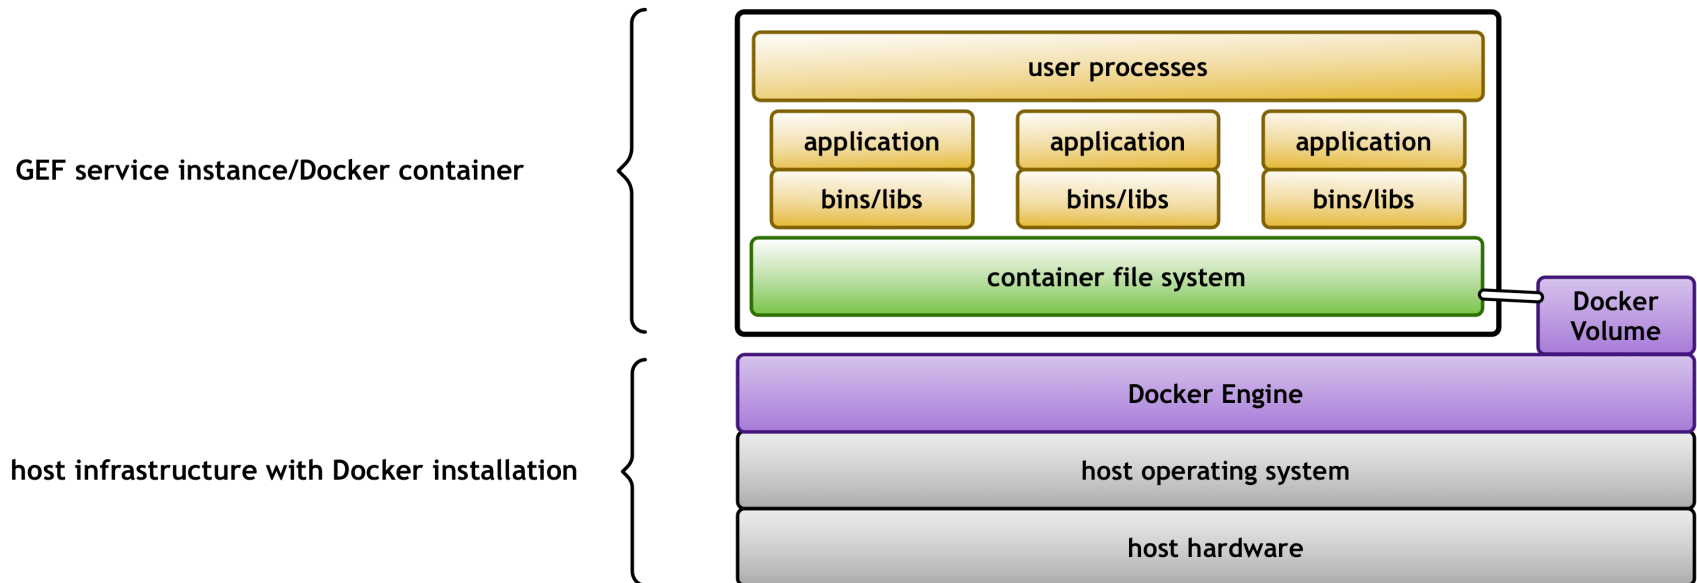 user processes
application
application
application
GEF service instance/Docker container
bins/libs
bins/libs
bins/libs
container file system
Docker
Volume
Docker Engine
host infrastructure with Docker installation
host operating system
host hardware